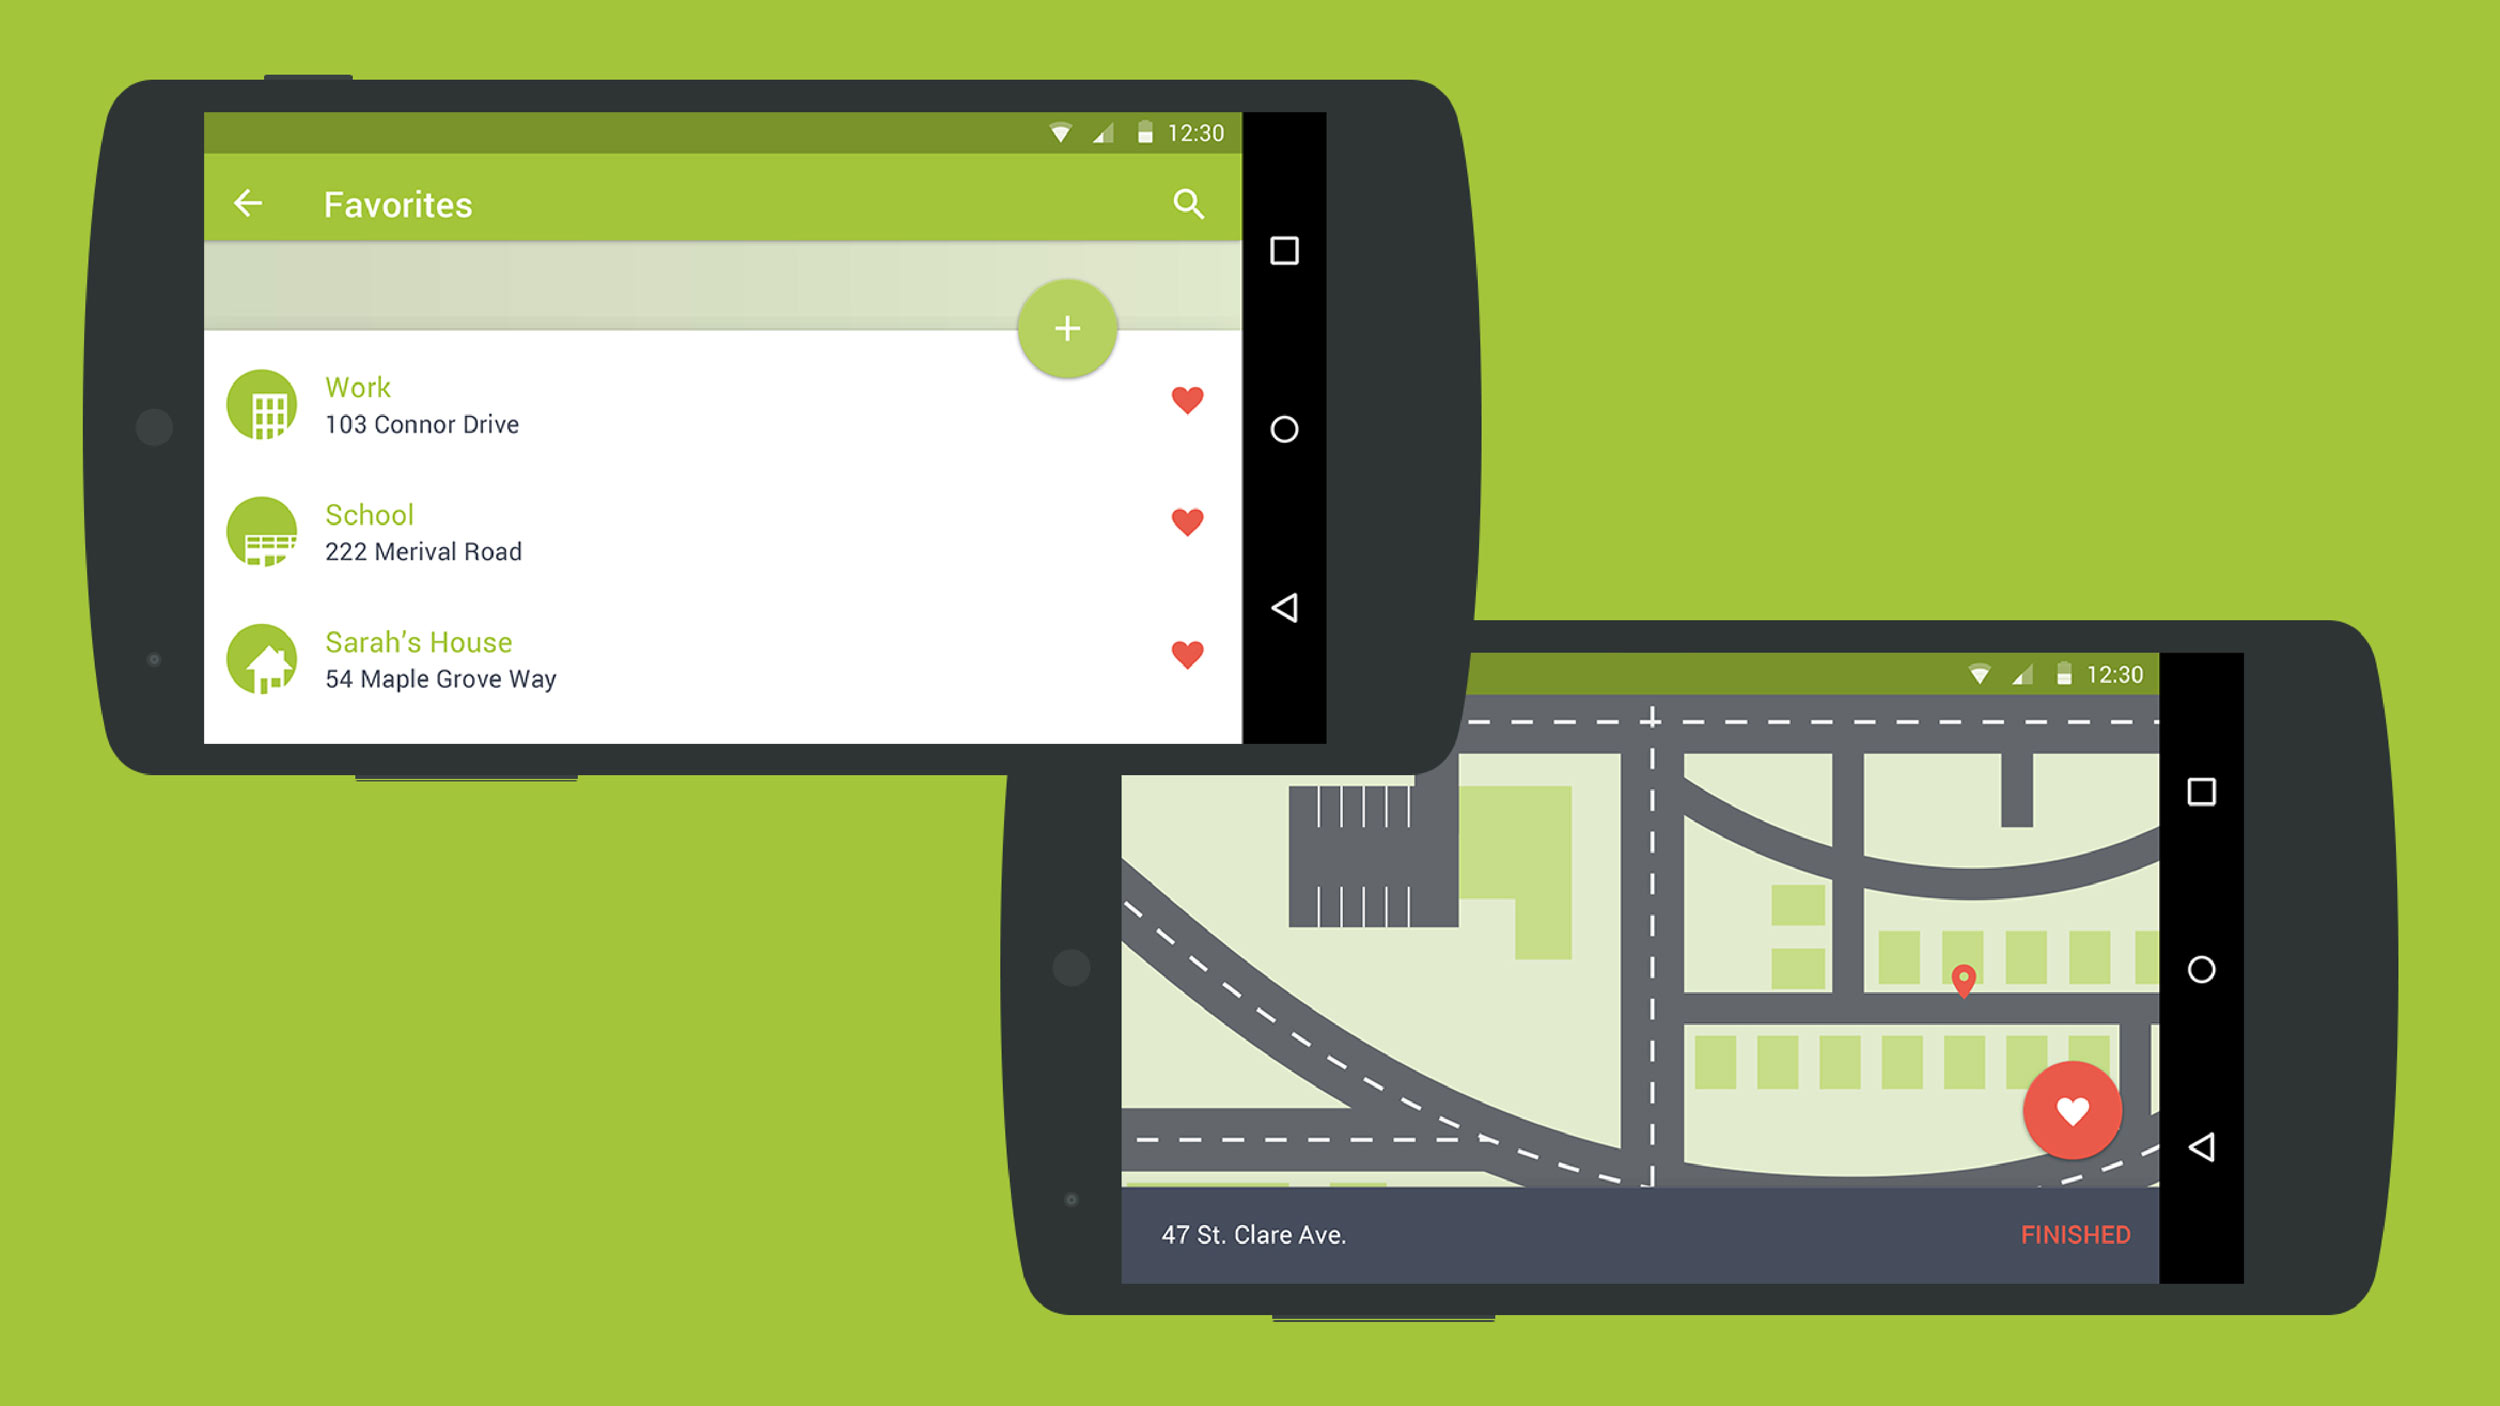 12:30
Favorites
Work
103 Connor Drive
School
222 Merival Road
Sarah's House
54 Maple Grove Way
12:30
47 St. Clare Ave.
FINISHED